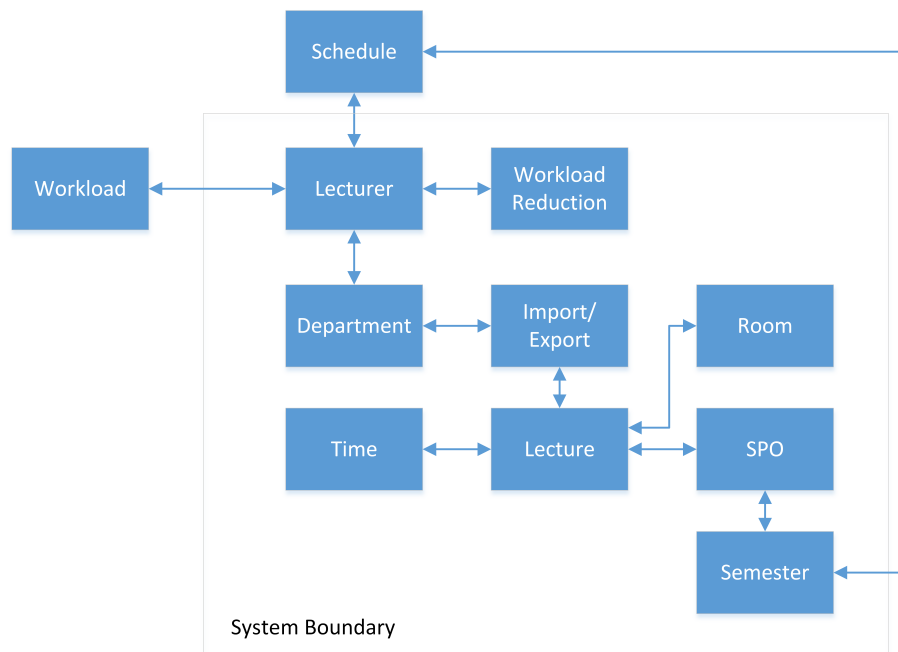 Schedule
Workload
Lecturer
Workload
Reduction
Department
Import/
Export
Room
Time
Lecture
SPO
Semester
System Boundary